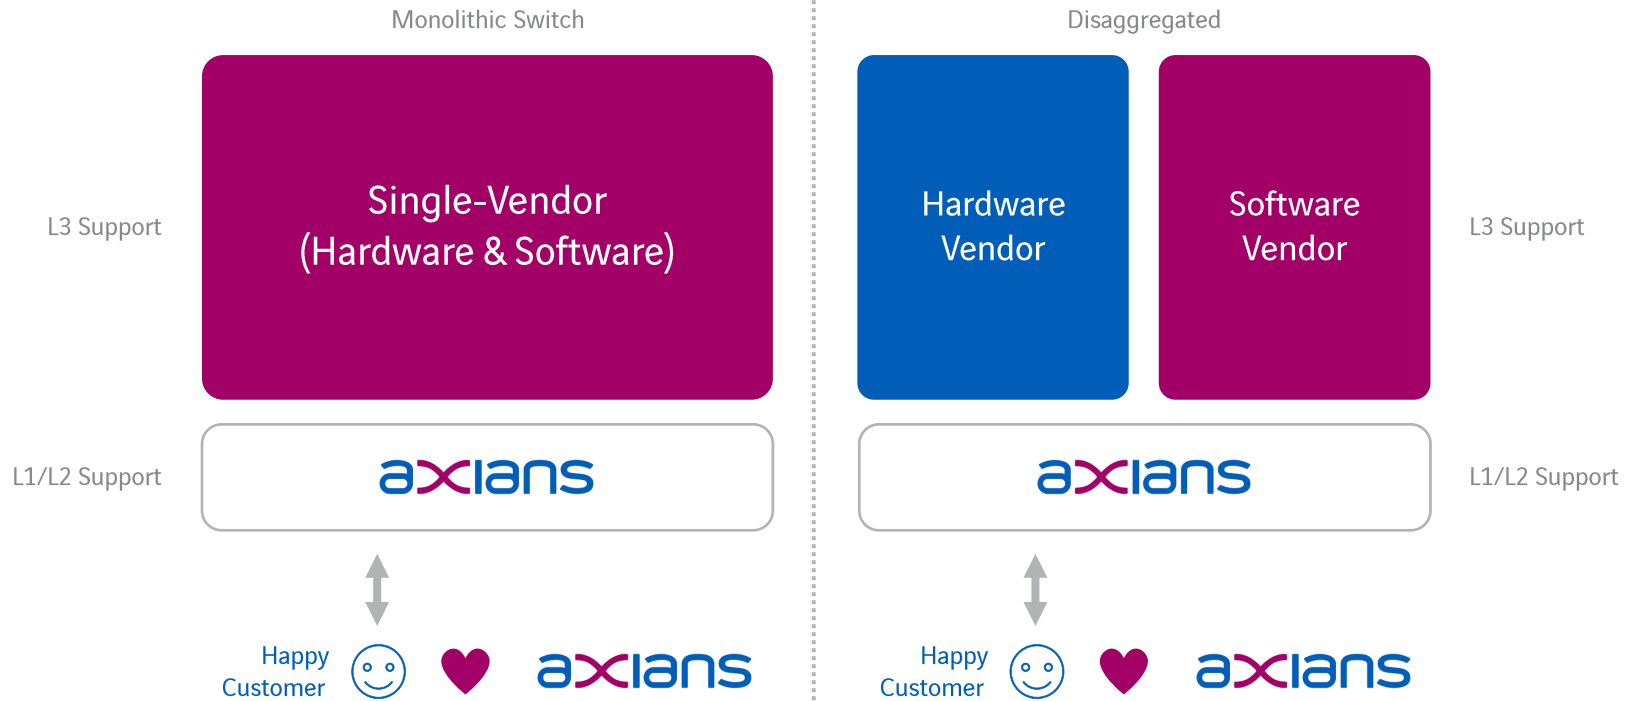 Monolithic Switch
L3 Support
Single-Vendor
(Hardware & Software)
L1/L2 Support
axians
Happy
Customer
axians
Disaggregated
Hardware
Vendor
Software
Vendor
L3 Support
axians
L1/L2 Support
Happy
Customer
axians